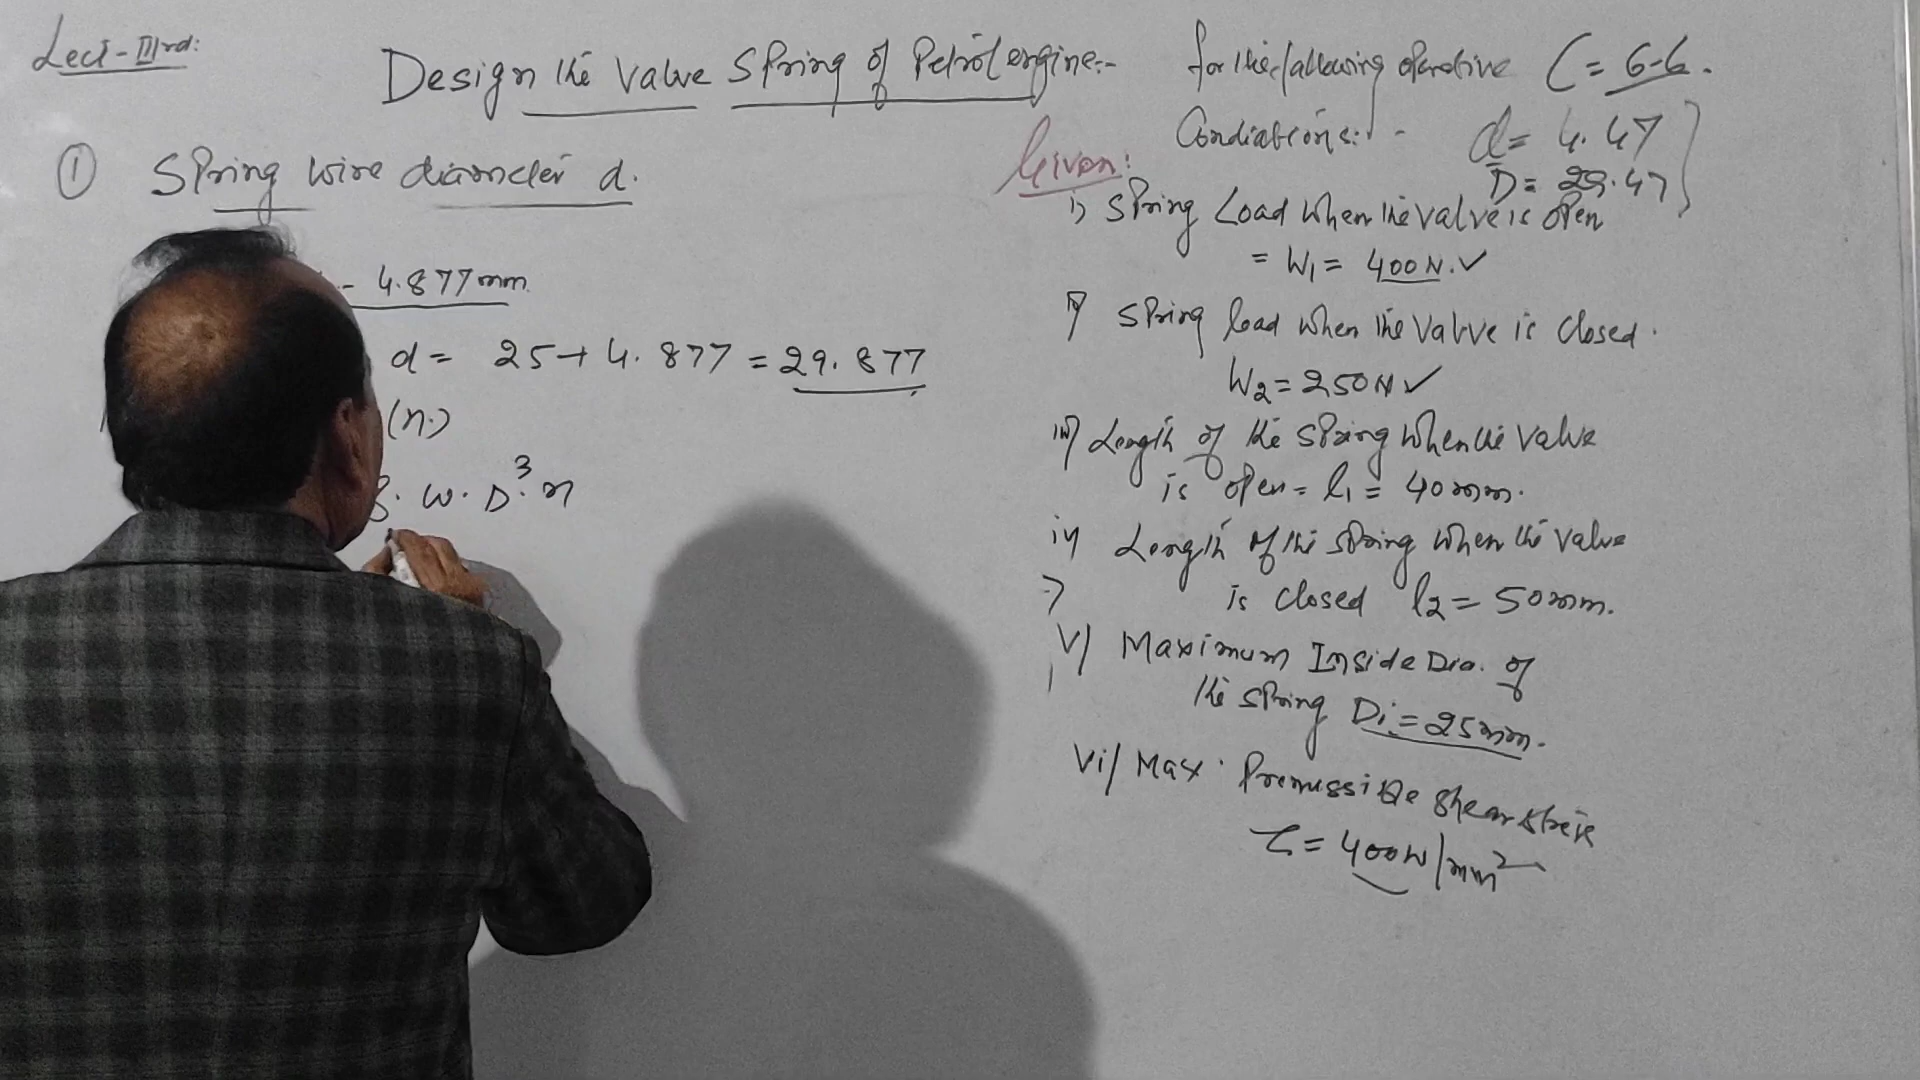 Lect-IIIrd:
Design the Valve Spring of Petrol engine:- for the following operative
Condiations:-
C = 6.6.
d = 4.47
D = 29.47
① Spring wire diameter d.
- 4.877mm
d = 25 + 4.877 = 29.877
(n.)
8. W. D³. n
Given:
i) Spring Load when the valve is open
= W₁ = 400N. ✓
ii) Spring load when the valve is closed.
W₂ = 250N ✓
iii) Length of the spring when the valve
is open = l₁ = 40mm.
iv) Length of the spring when the valve
is closed l₂ = 50mm.
V) Maximum Inside Dia. of
the spring Di = 25mm.
Vi) Max. Premissible shear stress
τ = 400N/mm²